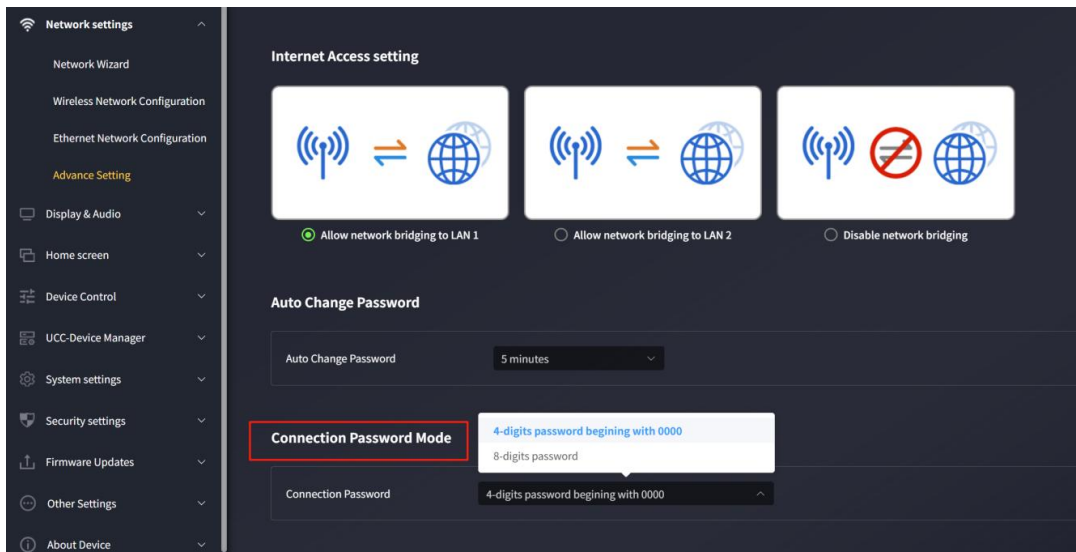 Network settings
Network Wizard
Wireless Network Configuration
Ethernet Network Configuration
Advance Setting
Display & Audio
Home screen
Device Control
UCC-Device Manager
System settings
Security settings
Firmware Updates
Other Settings
About Device
Internet Access setting
Allow network bridging to LAN 1
Allow network bridging to LAN 2
Disable network bridging
Auto Change Password
Auto Change Password
5 minutes
Connection Password Mode
4-digits password begining with 0000
8-digits password
Connection Password
4-digits password begining with 0000